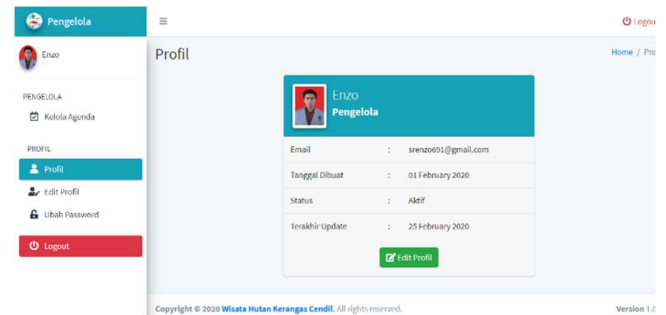 Pengelola
Logou
Enzo
Profil
Home / Pro
PENGELOLA
Kelola Agenda
PROFIL
Profil
Edit Profil
Ubah Password
Logout
Enzo
Pengelola
Email : srenzo691@gmail.com
Tanggal Dibuat : 01 February 2020
Status : Aktif
Terakhir Update : 25 February 2020
Edit Profil
Copyright © 2020 Wisata Hutan Kerangas Cendil. All rights reserved.
Version 1.0